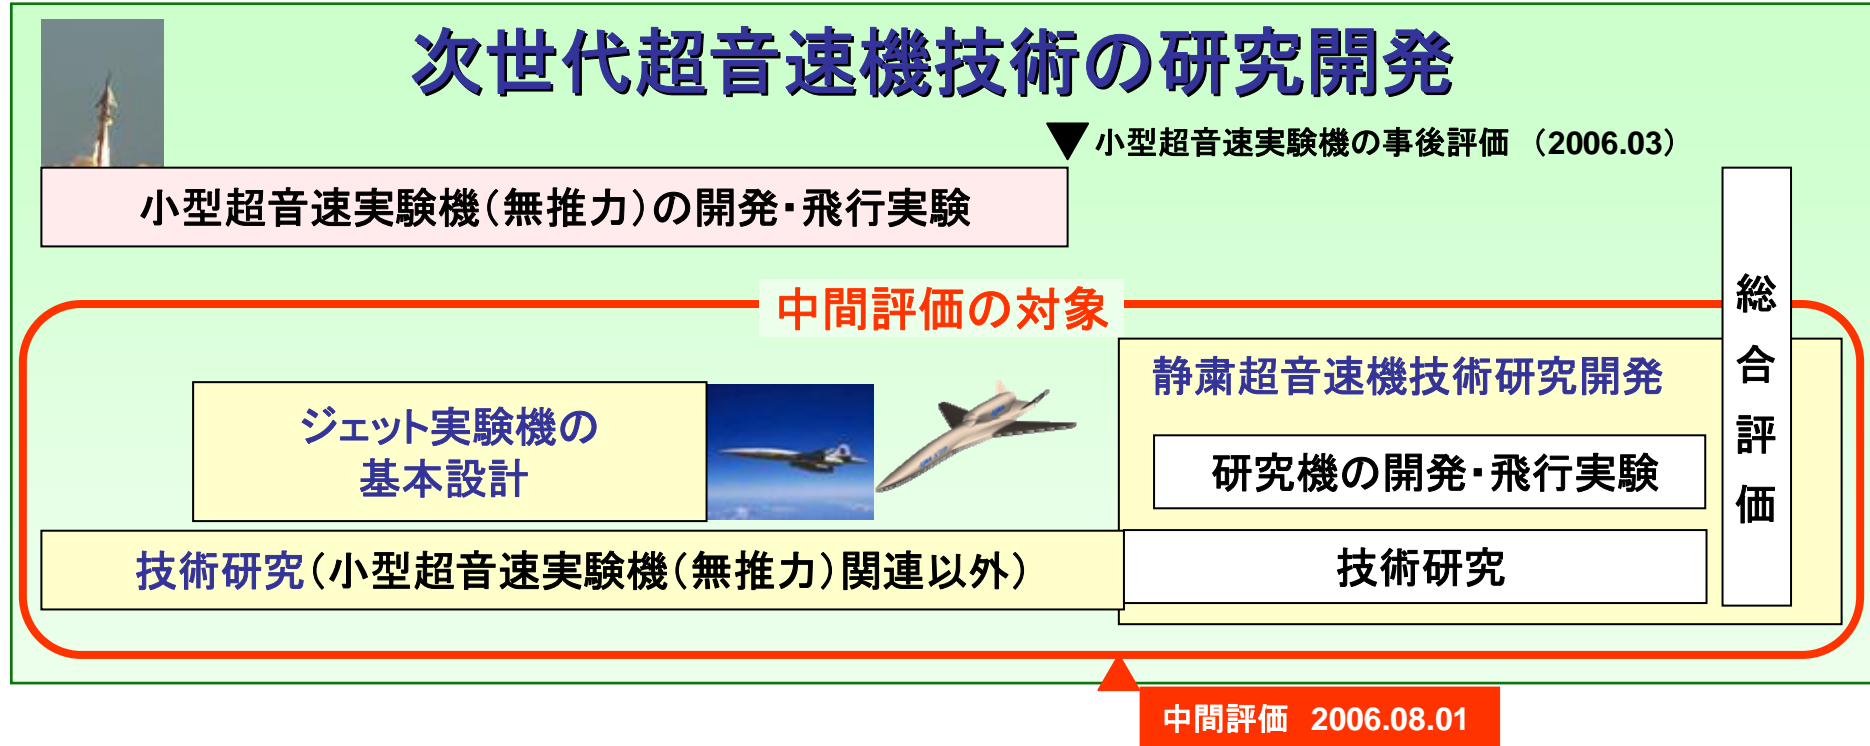 次世代超音速機技術の研究開発
小型超音速実験機の事後評価 （2006.03）
小型超音速実験機（無推力）の開発・飛行実験
中間評価の対象
ジェット実験機の
基本設計
静粛超音速機技術研究開発
研究機の開発・飛行実験
技術研究（小型超音速実験機（無推力）関連以外）
技術研究
総合評価
中間評価 2006.08.01